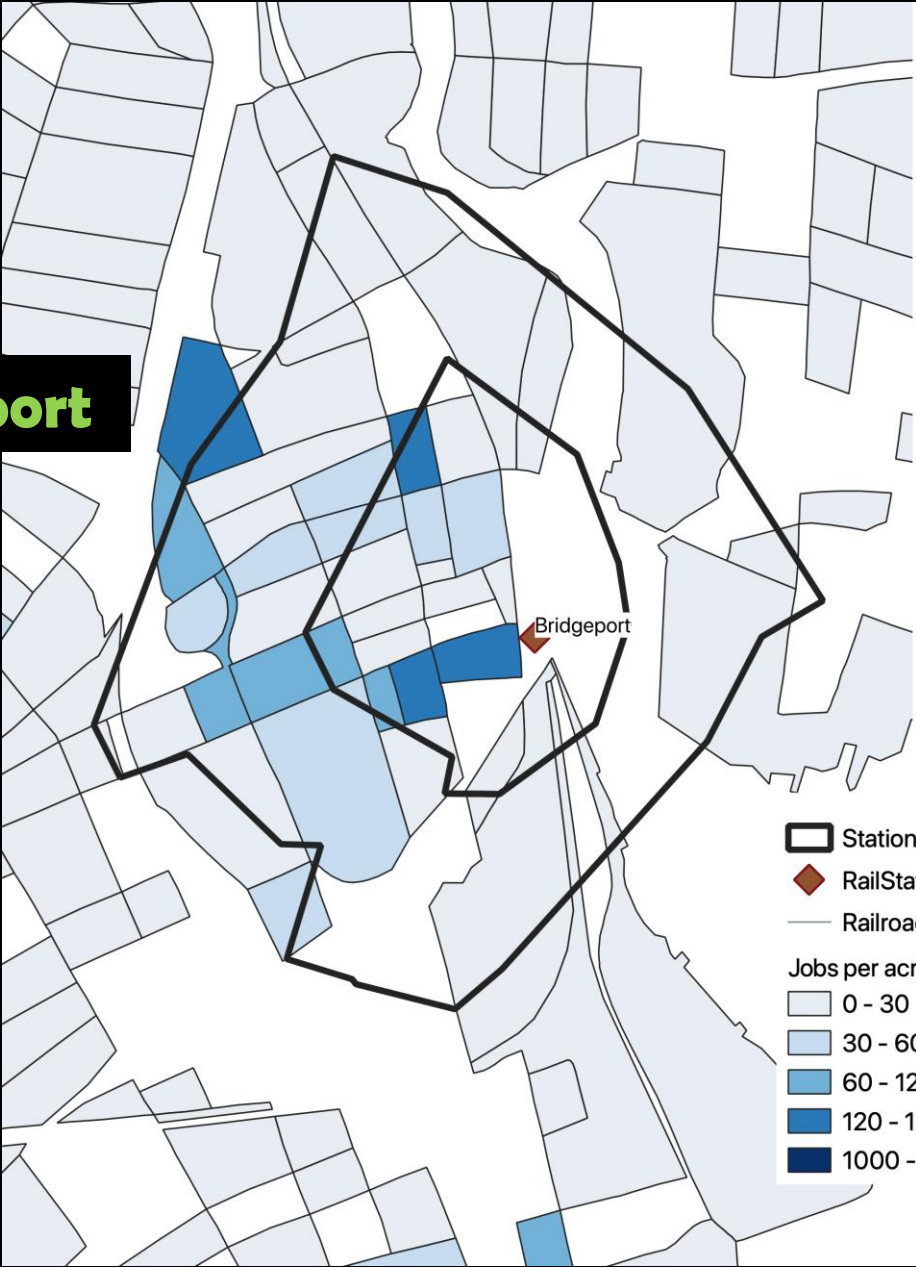 port
Bridgeport
Station
RailSta
Railroa
Jobs per acr
0 - 30
30 - 60
60 - 12
120 - 1
1000 -